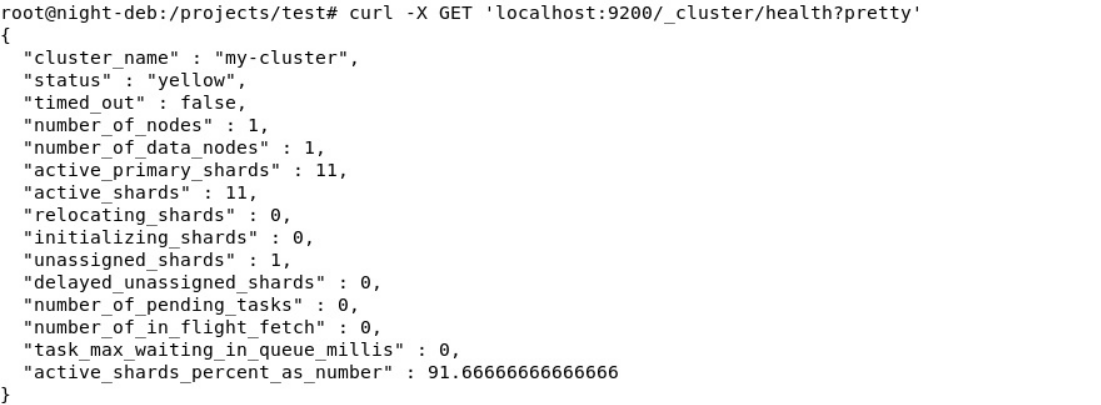 root@night-deb:/projects/test# curl -X GET 'localhost:9200/_cluster/health?pretty'
{
  "cluster_name" : "my-cluster",
  "status" : "yellow",
  "timed_out" : false,
  "number_of_nodes" : 1,
  "number_of_data_nodes" : 1,
  "active_primary_shards" : 11,
  "active_shards" : 11,
  "relocating_shards" : 0,
  "initializing_shards" : 0,
  "unassigned_shards" : 1,
  "delayed_unassigned_shards" : 0,
  "number_of_pending_tasks" : 0,
  "number_of_in_flight_fetch" : 0,
  "task_max_waiting_in_queue_millis" : 0,
  "active_shards_percent_as_number" : 91.66666666666666
}